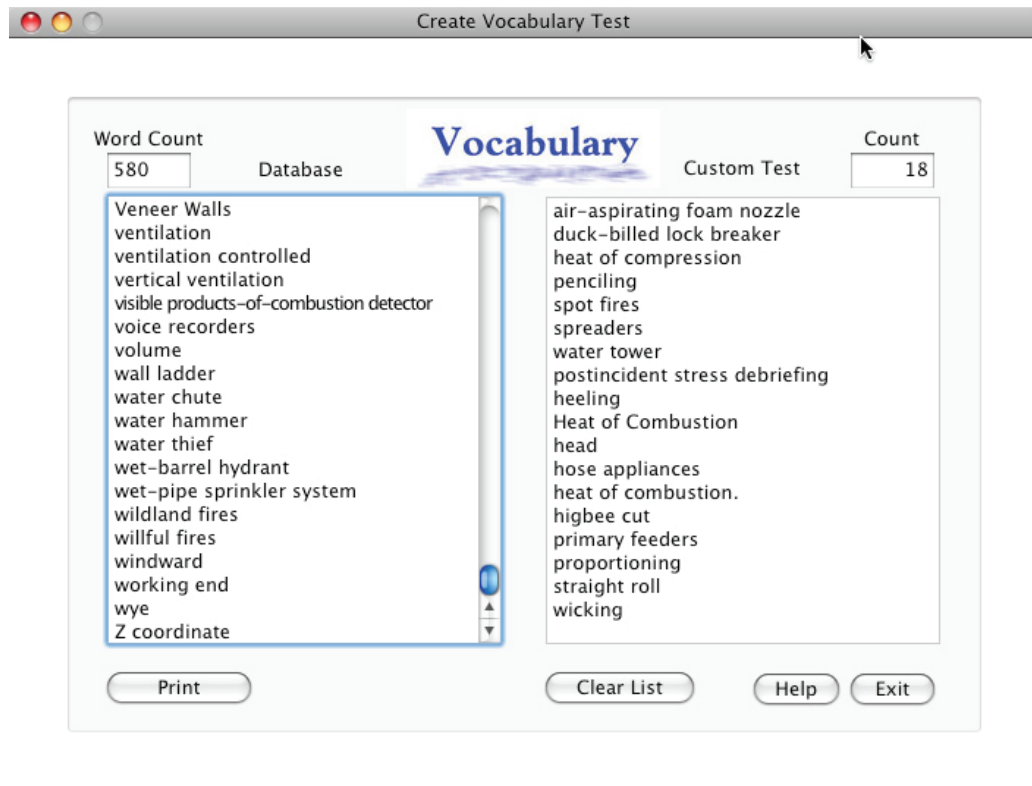 Create Vocabulary Test
Word Count
Vocabulary
Count
580
Database
Custom Test
18
Veneer Walls
ventilation
ventilation controlled
vertical ventilation
visible products-of-combustion detector
voice recorders
volume
wall ladder
water chute
water hammer
water thief
wet-barrel hydrant
wet-pipe sprinkler system
wildland fires
willful fires
windward
working end
wye
Z coordinate
air-aspirating foam nozzle
duck-billed lock breaker
heat of compression
penciling
spot fires
spreaders
water tower
postincident stress debriefing
heeling
Heat of Combustion
head
hose appliances
heat of combustion.
higbee cut
primary feeders
proportioning
straight roll
wicking
Print
Clear List
Help
Exit